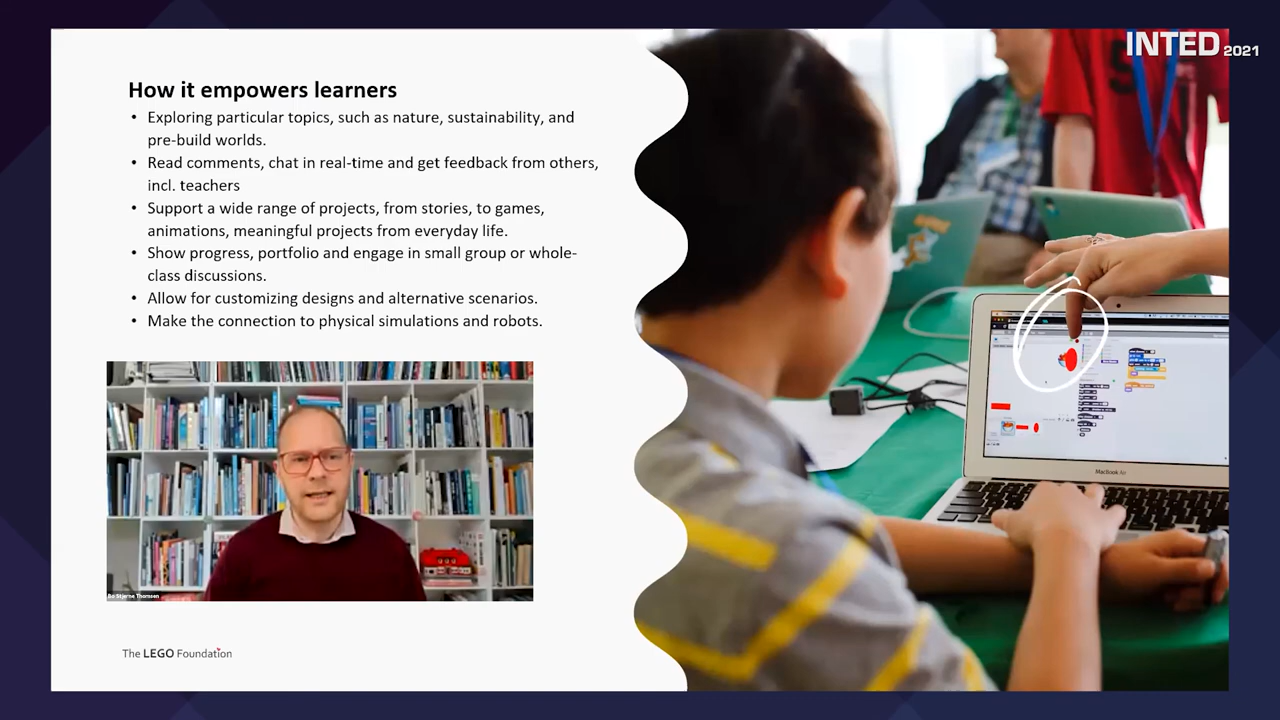 INTED 2021
How it empowers learners
• Exploring particular topics, such as nature, sustainability, and
pre-build worlds.
• Read comments, chat in real-time and get feedback from others,
incl. teachers
• Support a wide range of projects, from stories, to games,
animations, meaningful projects from everyday life.
• Show progress, portfolio and engage in small group or whole-
class discussions.
• Allow for customizing designs and alternative scenarios.
• Make the connection to physical simulations and robots.
Bo Stjerne Thomsen
The LEGO Foundation
MacBook Air